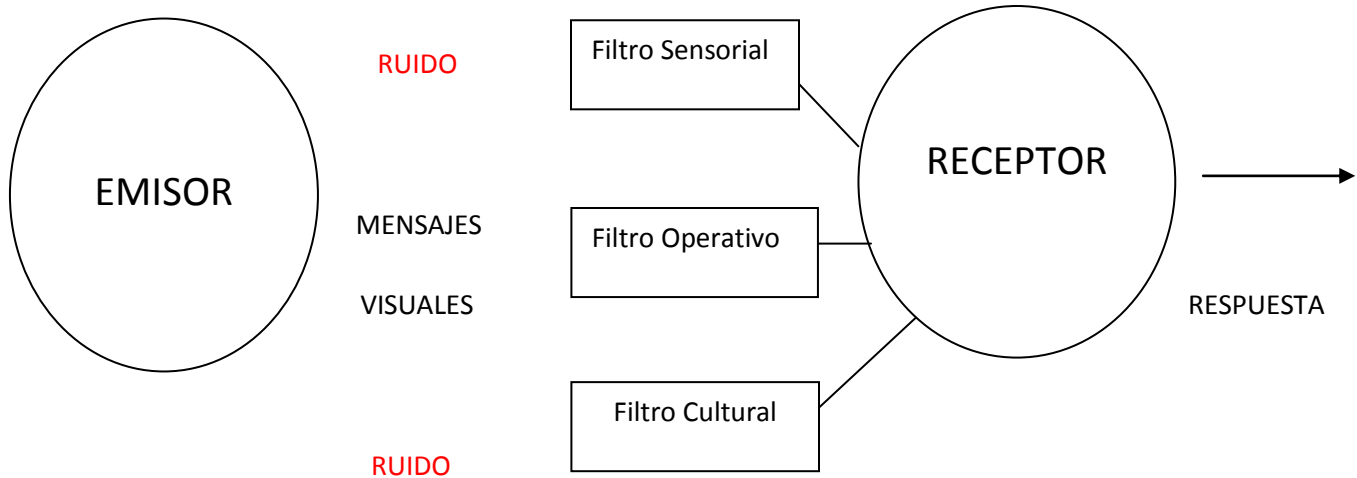 RUIDO
Filtro Sensorial
EMISOR
RECEPTOR
MENSAJES
Filtro Operativo
VISUALES
RESPUESTA
Filtro Cultural
RUIDO